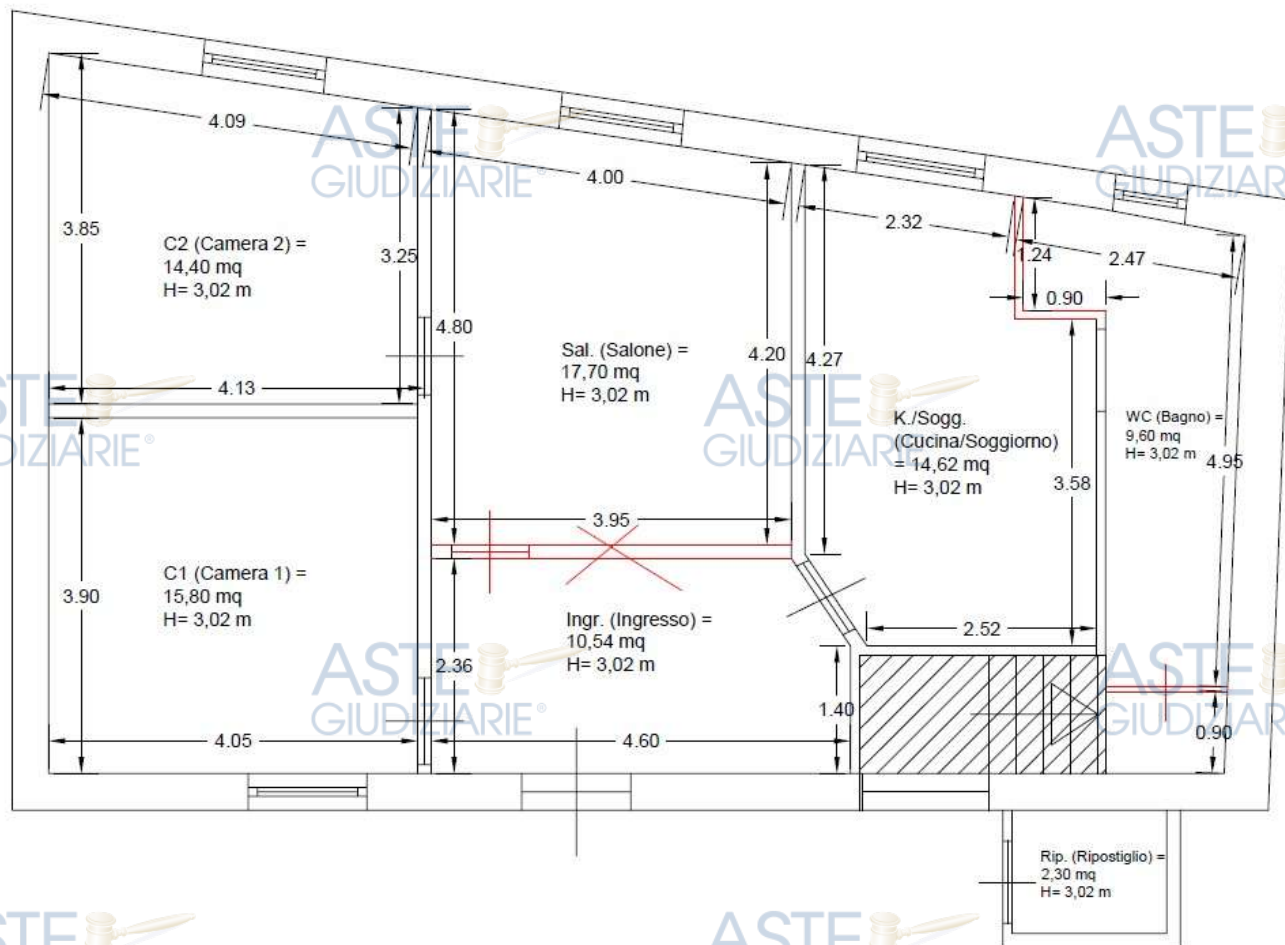 4.09
ASTE
GIUDIZIARIE®
4.00
ASTE
GIUDIZIAR
3.85
C2 (Camera 2) =
14,40 mq
H= 3,02 m
3.25
2.32
1.24
2.47
0.90
4.80
Sal. (Salone) =
17,70 mq
H= 3,02 m
4.20
4.27
4.13
STE
DIZIARIE®
ASTE
GIUDIZIARIE
K./Sogg.
(Cucina/Soggiorno)
= 14,62 mq
H= 3,02 m
WC (Bagno) =
9,60 mq
H= 3,02 m
4.95
3.58
3.95
C1 (Camera 1) =
15,80 mq
H= 3,02 m
3.90
Ingr. (Ingresso) =
10,54 mq
H= 3,02 m
2.52
2.36
ASTE
GIUDIZIARIE®
1.40
ASTE
GIUDIZIAR
0.90
4.05
4.60
Rip. (Ripostiglio) =
2,30 mq
H= 3,02 m
STE
ASTE
ASTE